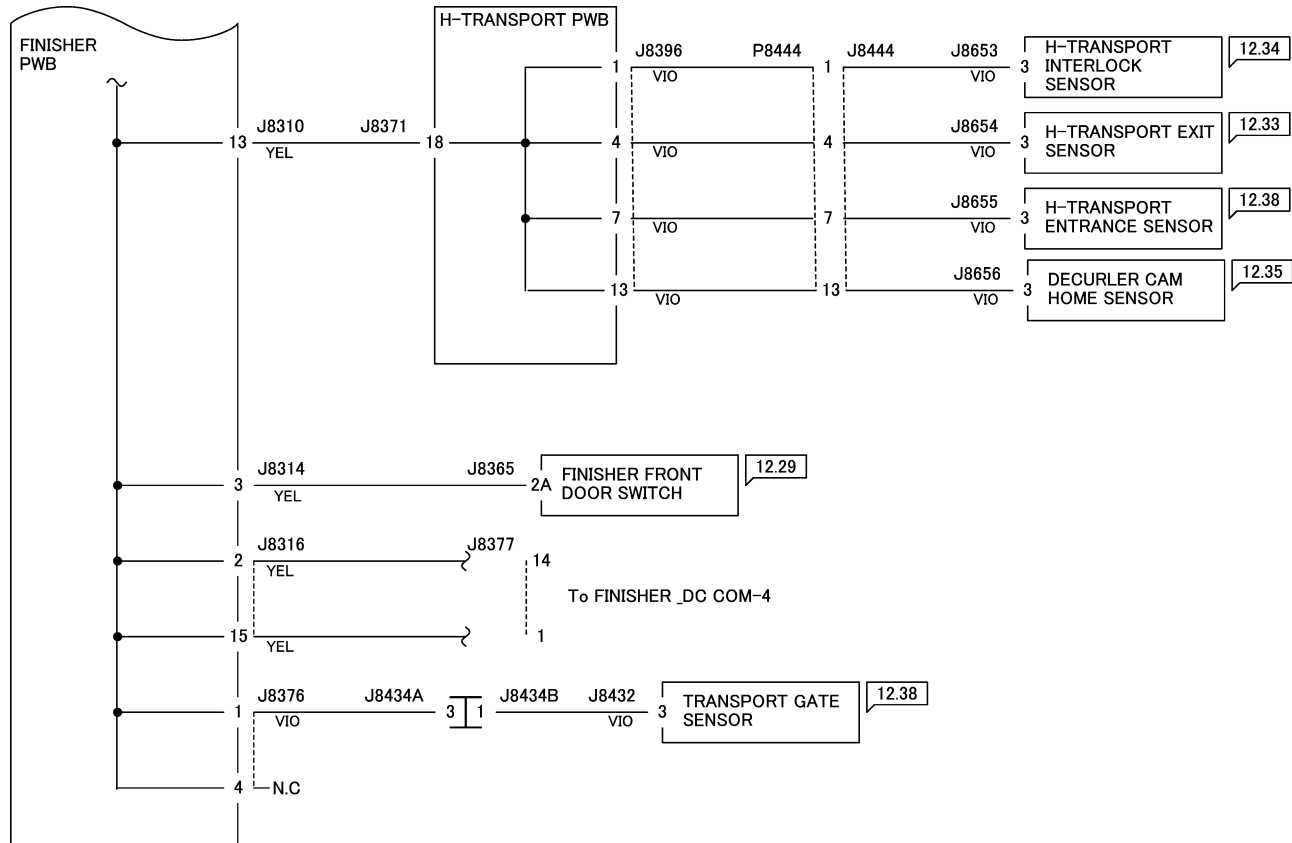 FINISHER
PWB
H-TRANSPORT PWB
1 J8396 P8444 1 J8444 J8653 3
VIO VIO
H-TRANSPORT
INTERLOCK
SENSOR
12.34
13 J8310 J8371 18
YEL
4 4 J8654 3
VIO VIO
H-TRANSPORT EXIT
SENSOR
12.33
7 7 J8655 3
VIO VIO
H-TRANSPORT
ENTRANCE SENSOR
12.38
13 13 J8656 3
VIO VIO
DECURLER CAM
HOME SENSOR
12.35
3 J8314 J8365 2A
YEL
FINISHER FRONT
DOOR SWITCH
12.29
2 J8316 J8377 14
YEL
To FINISHER_DC COM-4
15 1
YEL
1 J8376 J8434A 3 1 J8434B J8432 3
VIO VIO
TRANSPORT GATE
SENSOR
12.38
4 N.C